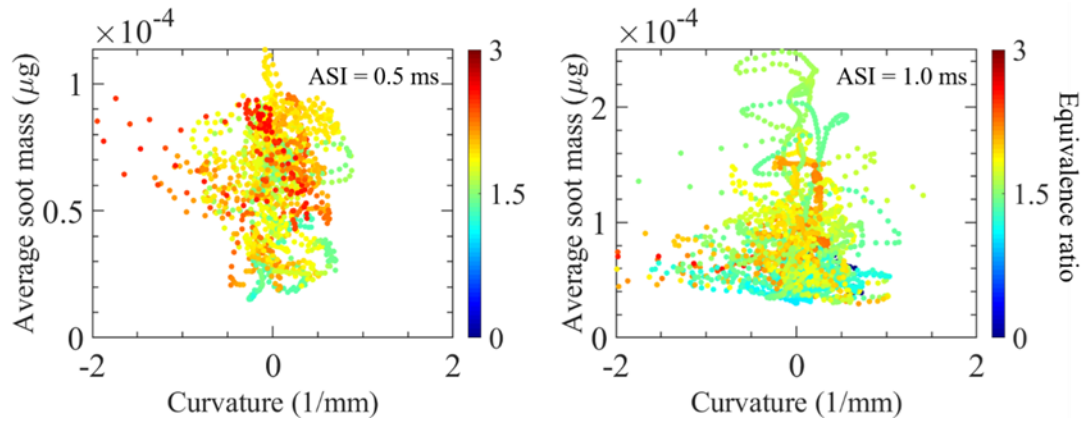 ×10⁻⁴
1
0.5
0
Average soot mass (μg)
ASI = 0.5 ms
-2
0
2
Curvature (1/mm)
3
1.5
0
×10⁻⁴
2
1
0
Average soot mass (μg)
ASI = 1.0 ms
-2
0
2
Curvature (1/mm)
3
1.5
0
Equivalence ratio